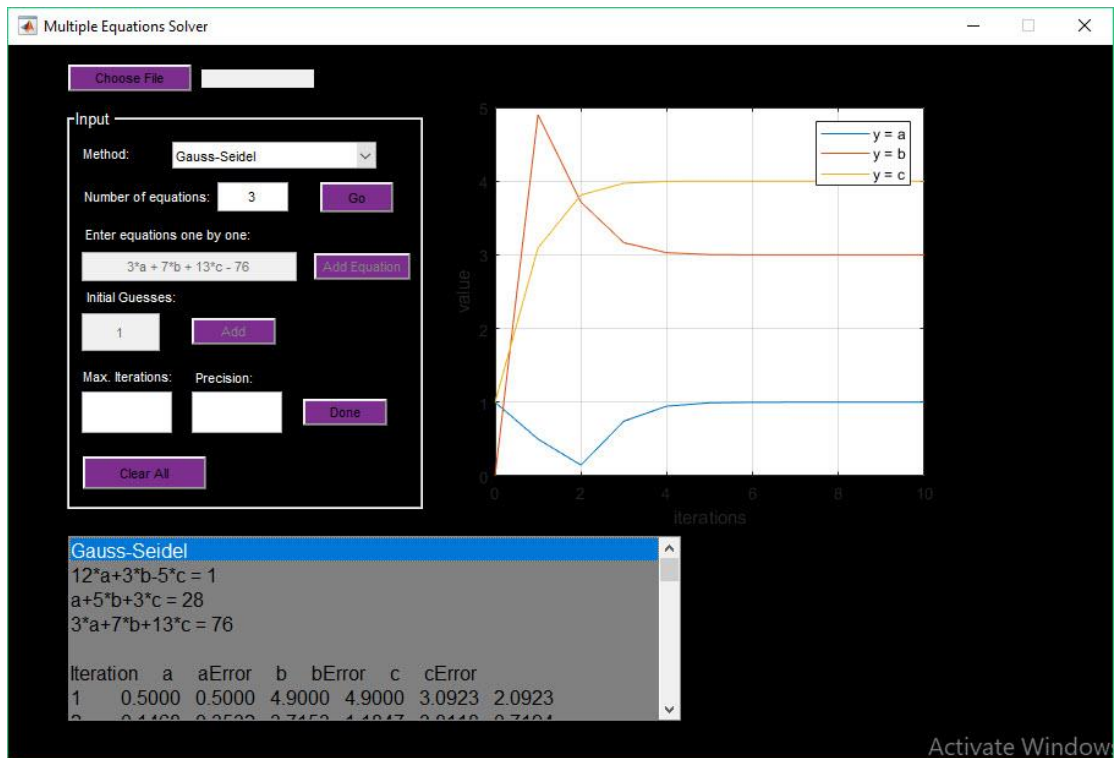 Multiple Equations Solver
Choose File
Input
Method:
Gauss-Seidel
Number of equations:
3
Go
Enter equations one by one:
3*a + 7*b + 13*c - 76
Add Equation
Initial Guesses:
1
Add
Max. Iterations:
Precision:
Done
Clear All
5
4
3
2
1
0
value
0 2 4 6 8 10
iterations
y = a
y = b
y = c
Gauss-Seidel
12*a+3*b-5*c = 1
a+5*b+3*c = 28
3*a+7*b+13*c = 76
Iteration a aError b bError c cError
1 0.5000 0.5000 4.9000 4.9000 3.0923 2.0923
Activate Windows